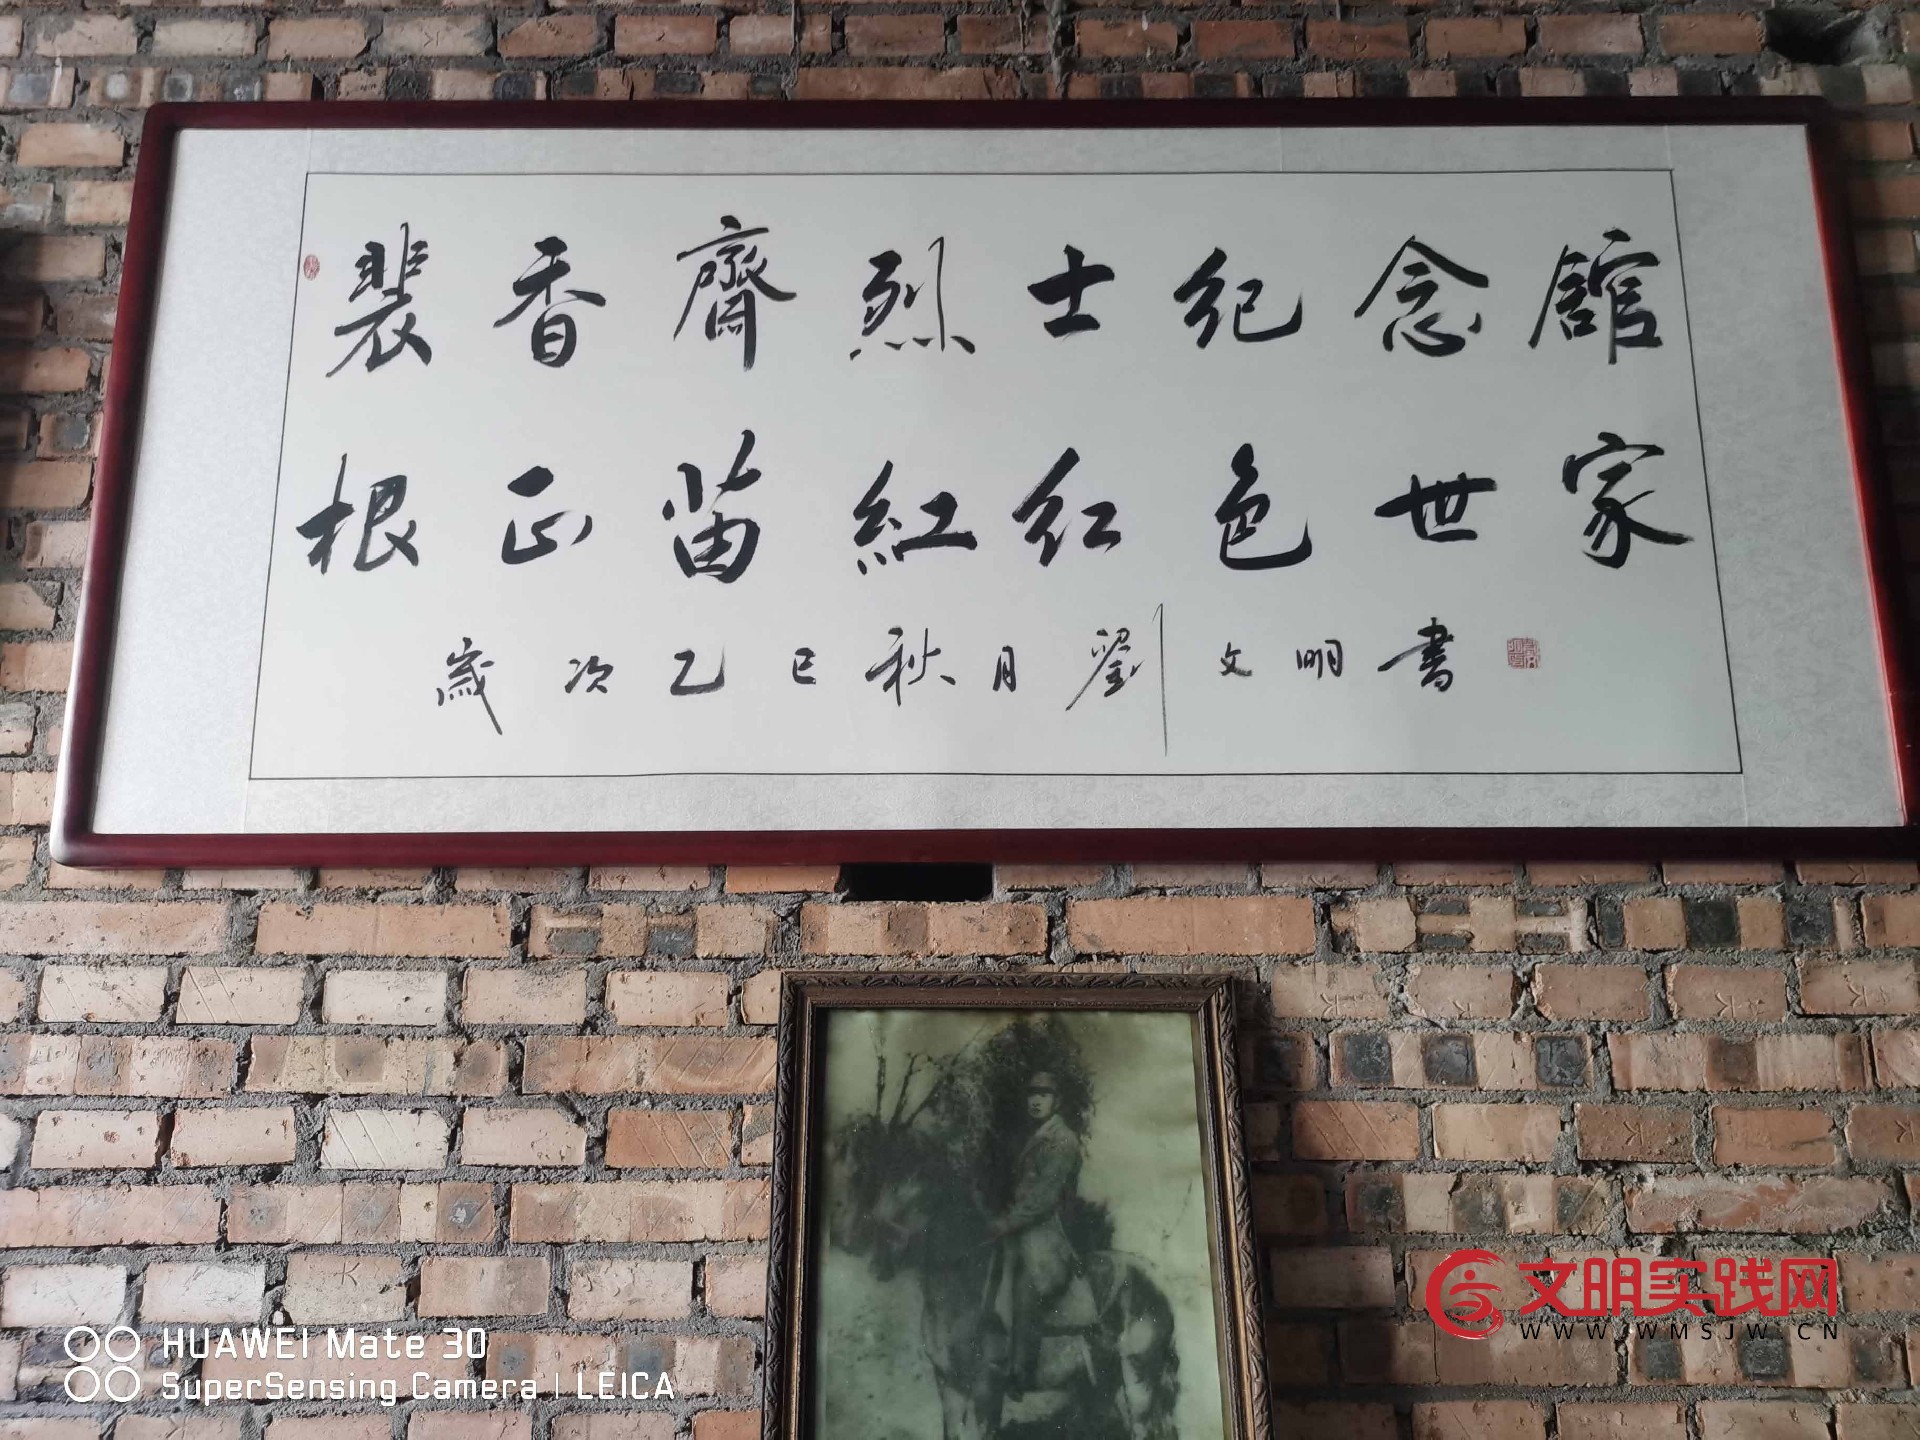 裴香齋烈士纪念舘
根正苗紅红色世家
歲次乙巳秋月劉文明書
文明实践网
WWW.WMSJW.CN
HUAWEI Mate 30
SuperSensing Camera | LEICA